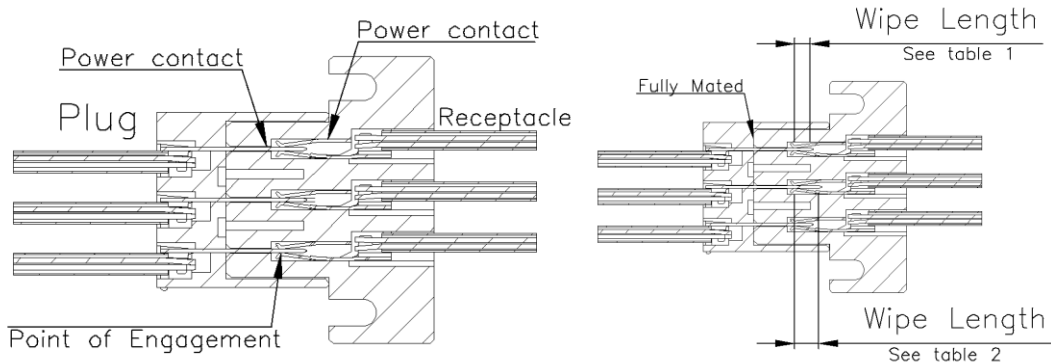 Power contact
Power contact
Plug
Receptacle
Point of Engagement
Wipe Length
See table 1
Fully Mated
Wipe Length
See table 2